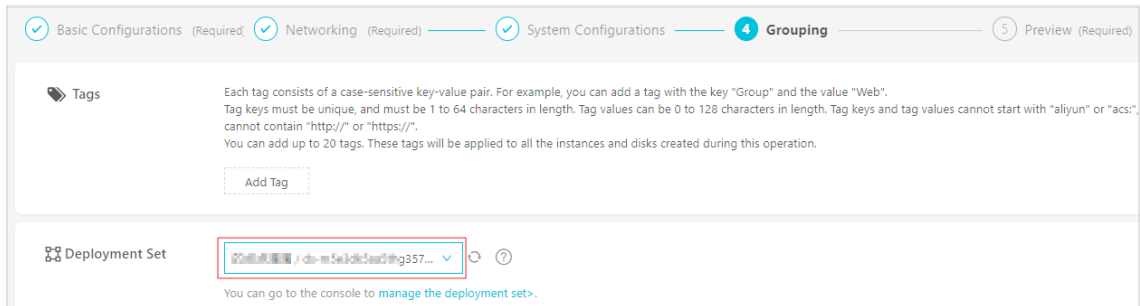 Basic Configurations (Required) Networking (Required) System Configurations 4 Grouping 5 Preview (Required)
Tags
Each tag consists of a case-sensitive key-value pair. For example, you can add a tag with the key "Group" and the value "Web".
Tag keys must be unique, and must be 1 to 64 characters in length. Tag values can be 0 to 128 characters in length. Tag keys and tag values cannot start with "aliyun" or "acs:",
cannot contain "http://" or "https://".
You can add up to 20 tags. These tags will be applied to all the instances and disks created during this operation.
Add Tag
Deployment Set
g357...
You can go to the console to manage the deployment set>.